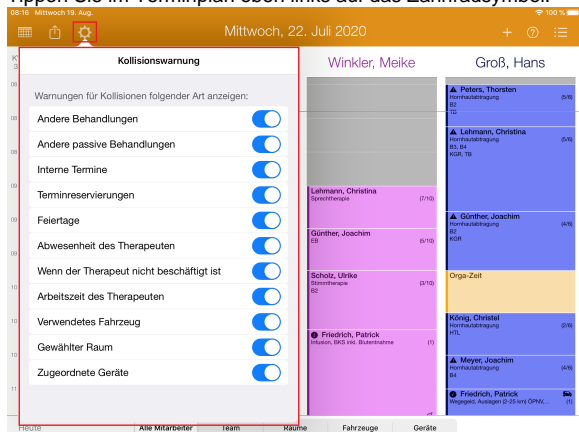 Tippen Sie im Terminplan oben links auf das Zahnradsymbol.
08:16 Mittwoch 19. Aug.
100 %
Mittwoch, 22. Juli 2020
Kollisionswarnung
Warnungen für Kollisionen folgender Art anzeigen:
Andere Behandlungen
Andere passive Behandlungen
Interne Termine
Terminreservierungen
Feiertage
Abwesenheit des Therapeuten
Wenn der Therapeut nicht beschäftigt ist
Arbeitszeit des Therapeuten
Verwendetes Fahrzeug
Gewählter Raum
Zugeordnete Geräte
Winkler, Meike
Lehmann, Christina
Sprechtherapie (7/10)
Günther, Joachim
EB (5/10)
Scholz, Ulrike
Stimmtherapie (3/10)
B2
Friedrich, Patrick
Infusion, BKS inkl. Blutentnahme (1)
Groß, Hans
Peters, Thorsten
Hornhautabtragung (5/6)
B2
TB
Lehmann, Christina
Hornhautabtragung (5/6)
B3, B4
KGR, TB
Günther, Joachim
Hornhautabtragung (4/6)
B2
KGR
Orga-Zeit
König, Christel
Hornhautabtragung (2/6)
HTL
Meyer, Joachim
Hornhautabtragung (4/6)
B4
Friedrich, Patrick
Wegegeld, Auslagen (2-25 km) ÖPNV,... (1)
Heute
Alle Mitarbeiter
Team
Räume
Fahrzeuge
Geräte